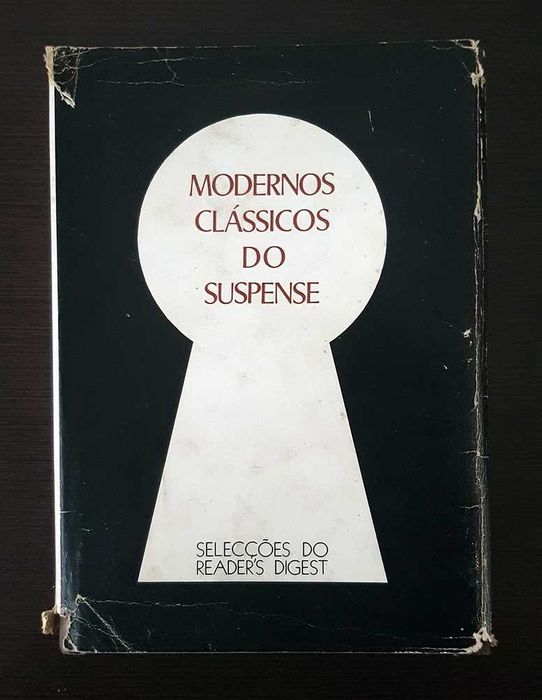 MODERNOS
CLÁSSICOS
DO
SUSPENSE
SELECÇÕES DO
READER'S DIGEST